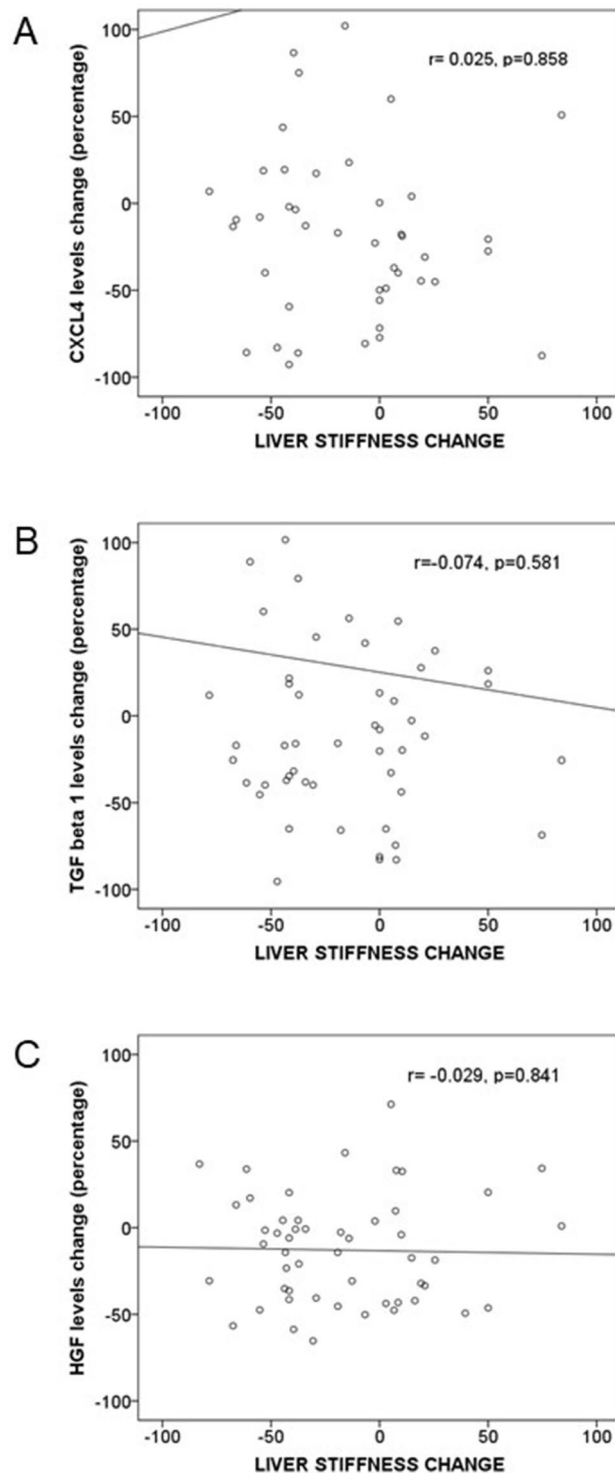 A
r= 0.025, p=0.858
CXCL4 levels change (percentage)
100
50
0
-50
-100
-100 -50 0 50 100
LIVER STIFFNESS CHANGE
B
r=-0.074, p=0.581
TGF beta 1 levels change (percentage)
100
50
0
-50
-100
-100 -50 0 50 100
LIVER STIFFNESS CHANGE
C
r= -0.029, p=0.841
HGF levels change (percentage)
100
50
0
-50
-100
-100 -50 0 50 100
LIVER STIFFNESS CHANGE